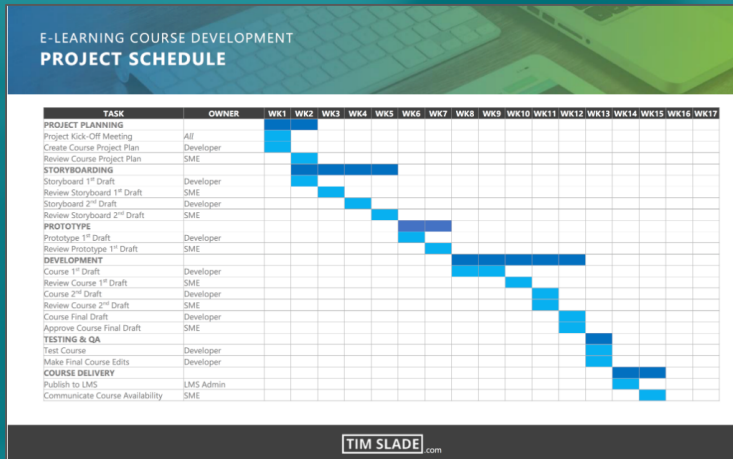 E-LEARNING COURSE DEVELOPMENT
PROJECT SCHEDULE
TASK OWNER WK1 WK2 WK3 WK4 WK5 WK6 WK7 WK8 WK9 WK10 WK11 WK12 WK13 WK14 WK15 WK16 WK17
PROJECT PLANNING
Project Kick-Off Meeting All
Create Course Project Plan Developer
Review Course Project Plan SME
STORYBOARDING
Storyboard 1st Draft Developer
Review Storyboard 1st Draft SME
Storyboard 2nd Draft Developer
Review Storyboard 2nd Draft SME
PROTOTYPE
Prototype 1st Draft Developer
Review Prototype 1st Draft SME
DEVELOPMENT
Course 1st Draft Developer
Review Course 1st Draft SME
Course 2nd Draft Developer
Review Course 2nd Draft SME
Course Final Draft Developer
Approve Course Final Draft SME
TESTING & QA
Test Course Developer
Make Final Course Edits Developer
COURSE DELIVERY
Publish to LMS LMS Admin
Communicate Course Availability SME
TIM SLADE.com